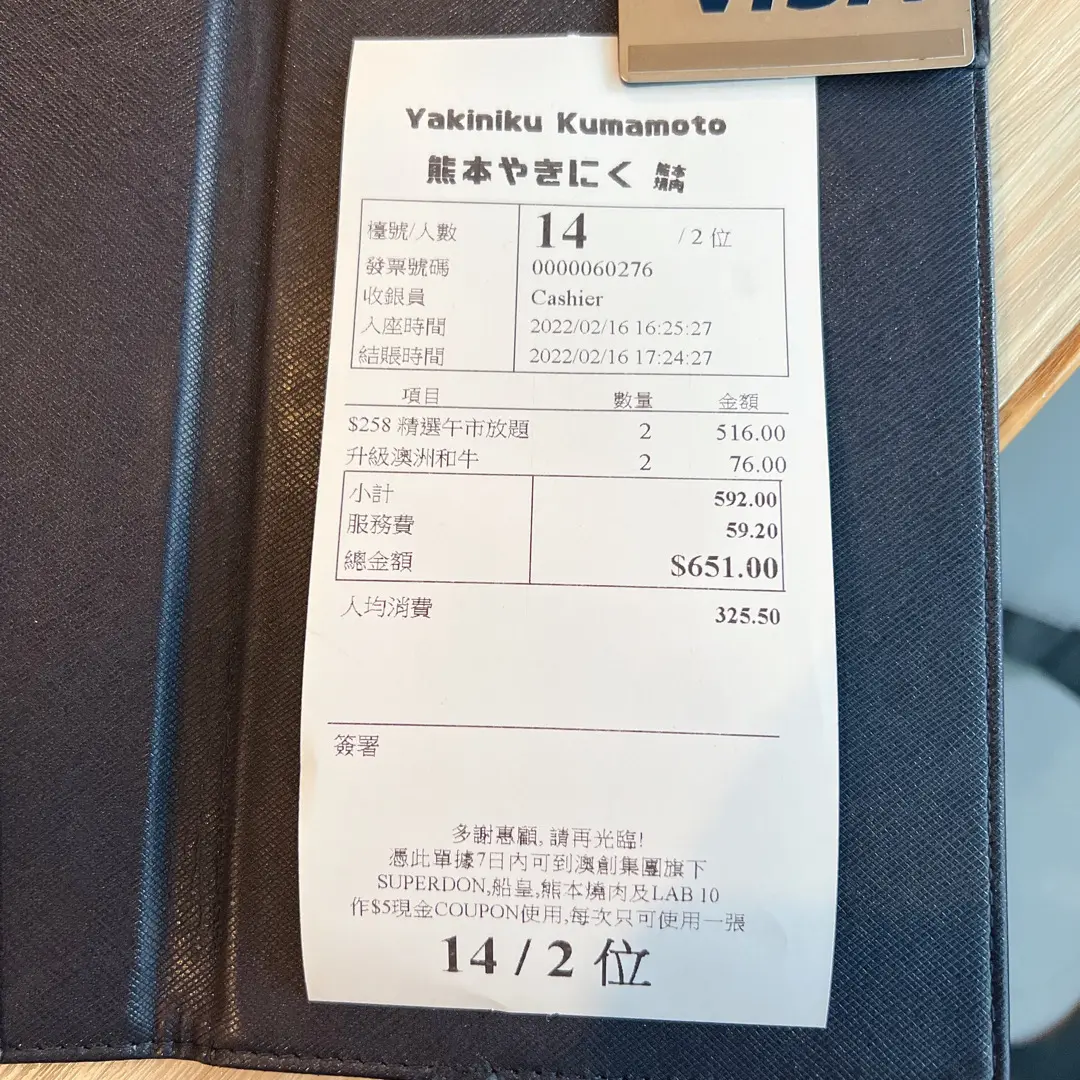 VISA
Yakiniku Kumamoto
熊本やきにく 熊本焼肉
檯號/人數 14 / 2 位
發票號碼 0000060276
收銀員 Cashier
入座時間 2022/02/16 16:25:27
結賬時間 2022/02/16 17:24:27
項目 數量 金額
$258 精選午市放題 2 516.00
升級澳洲和牛 2 76.00
小計 592.00
服務費 59.20
總金額 $651.00
人均消費 325.50
簽署
多謝惠顧, 請再光臨!
憑此單據7日內可到澳創集團旗下
SUPERDON,船皇,熊本燒肉及LAB 10
作$5現金COUPON使用,每次只可使用一張
14 / 2 位